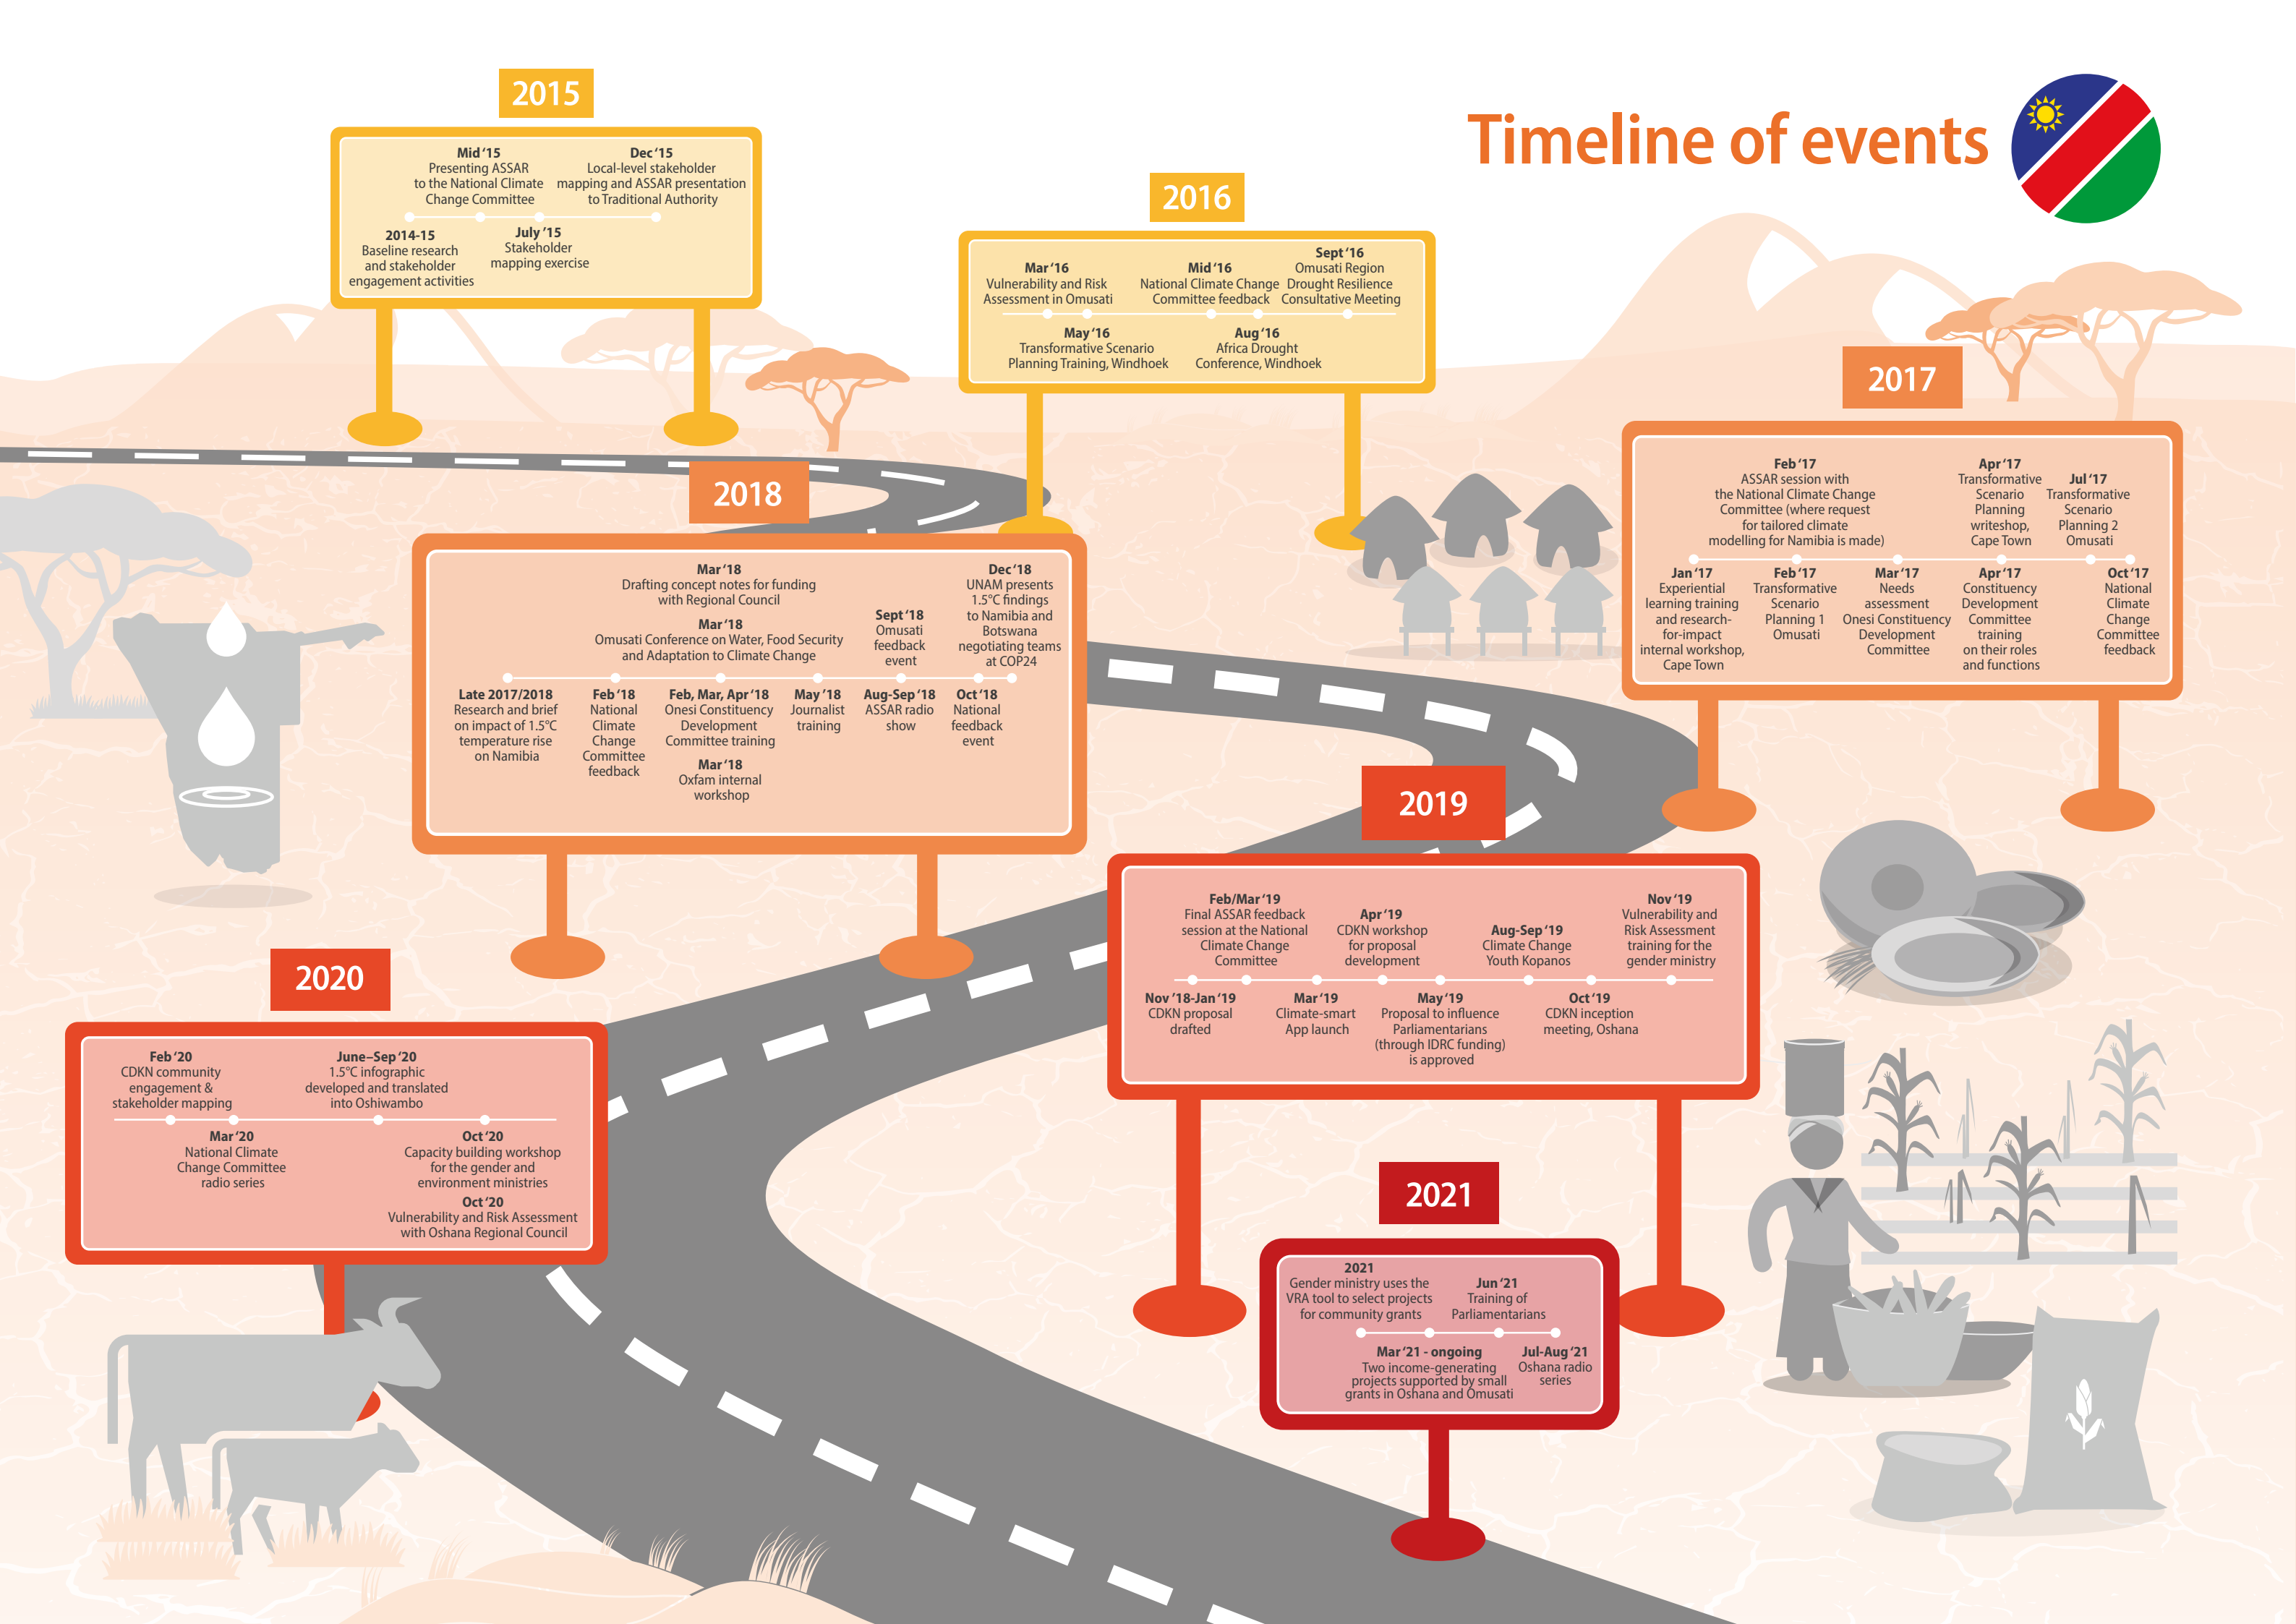 Timeline of events
2015
Mid ‘15
Presenting ASSAR
to the National Climate
Change Committee
Dec ‘15
Local-level stakeholder
mapping and ASSAR presentation
to Traditional Authority
2014-15
Baseline research
and stakeholder
engagement activities
July ’15
Stakeholder
mapping exercise
2016
Mar ‘16
Vulnerability and Risk
Assessment in Omusati
Mid ‘16
National Climate Change
Committee feedback
Sept ‘16
Omusati Region
Drought Resilience
Consultative Meeting
May ‘16
Transformative Scenario
Planning Training, Windhoek
Aug ‘16
Africa Drought
Conference, Windhoek
2017
Feb ‘17
ASSAR session with
the National Climate Change
Committee (where request
for tailored climate
modelling for Namibia is made)
Apr ‘17
Transformative
Scenario
Planning
writeshop,
Cape Town
Jul ‘17
Transformative
Scenario
Planning 2
Omusati
Jan ‘17
Experiential
learning training
and research-
for-impact
internal workshop,
Cape Town
Feb ‘17
Transformative
Scenario
Planning 1
Omusati
Mar ‘17
Needs
assessment
Onesi Constituency
Development
Committee
Apr ‘17
Constituency
Development
Committee
training
on their roles
and functions
Oct ‘17
National
Climate
Change
Committee
feedback
2018
Mar ‘18
Drafting concept notes for funding
with Regional Council
Mar ‘18
Omusati Conference on Water, Food Security
and Adaptation to Climate Change
Sept ‘18
Omusati
feedback
event
Dec ‘18
UNAM presents
1.5°C findings
to Namibia and
Botswana
negotiating teams
at COP24
Late 2017/2018
Research and brief
on impact of 1.5°C
temperature rise
on Namibia
Feb ‘18
National
Climate
Change
Committee
feedback
Feb, Mar, Apr ‘18
Onesi Constituency
Development
Committee training
Mar ‘18
Oxfam internal
workshop
May ’18
Journalist
training
Aug-Sep ‘18
ASSAR radio
show
Oct ‘18
National
feedback
event
2019
Feb/Mar ‘19
Final ASSAR feedback
session at the National
Climate Change
Committee
Apr ‘19
CDKN workshop
for proposal
development
Aug-Sep ‘19
Climate Change
Youth Kopanos
Nov ‘19
Vulnerability and
Risk Assessment
training for the
gender ministry
Nov ’18-Jan ‘19
CDKN proposal
drafted
Mar ‘19
Climate-smart
App launch
May ‘19
Proposal to influence
Parliamentarians
(through IDRC funding)
is approved
Oct ‘19
CDKN inception
meeting, Oshana
2020
Feb ‘20
CDKN community
engagement &
stakeholder mapping
June–Sep ‘20
1.5°C infographic
developed and translated
into Oshiwambo
Mar ‘20
National Climate
Change Committee
radio series
Oct ‘20
Capacity building workshop
for the gender and
environment ministries
Oct ‘20
Vulnerability and Risk Assessment
with Oshana Regional Council
2021
2021
Gender ministry uses the
VRA tool to select projects
for community grants
Jun ‘21
Training of
Parliamentarians
Mar ‘21 - ongoing
Two income-generating
projects supported by small
grants in Oshana and Omusati
Jul-Aug ‘21
Oshana radio
series